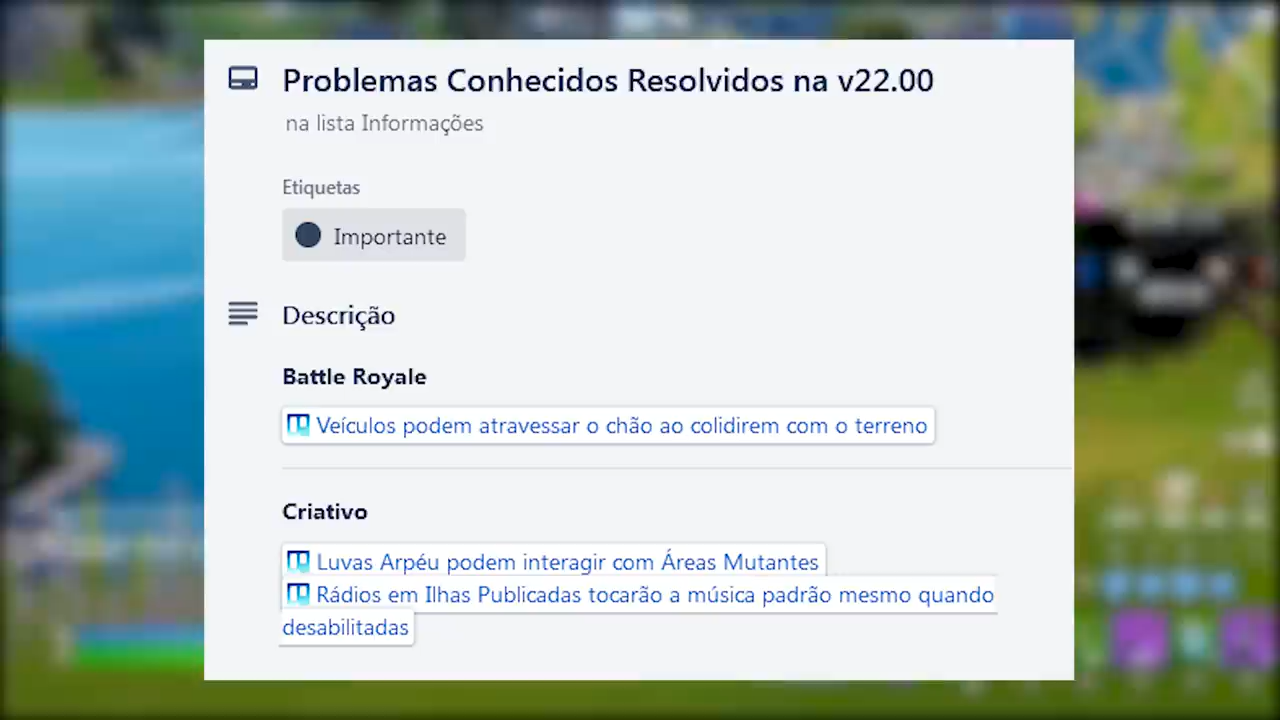 Problemas Conhecidos Resolvidos na v22.00
na lista Informações
Etiquetas
Importante
Descrição
Battle Royale
Veículos podem atravessar o chão ao colidirem com o terreno
Criativo
Luvas Arpéu podem interagir com Áreas Mutantes
Rádios em Ilhas Publicadas tocarão a música padrão mesmo quando
desabilitadas